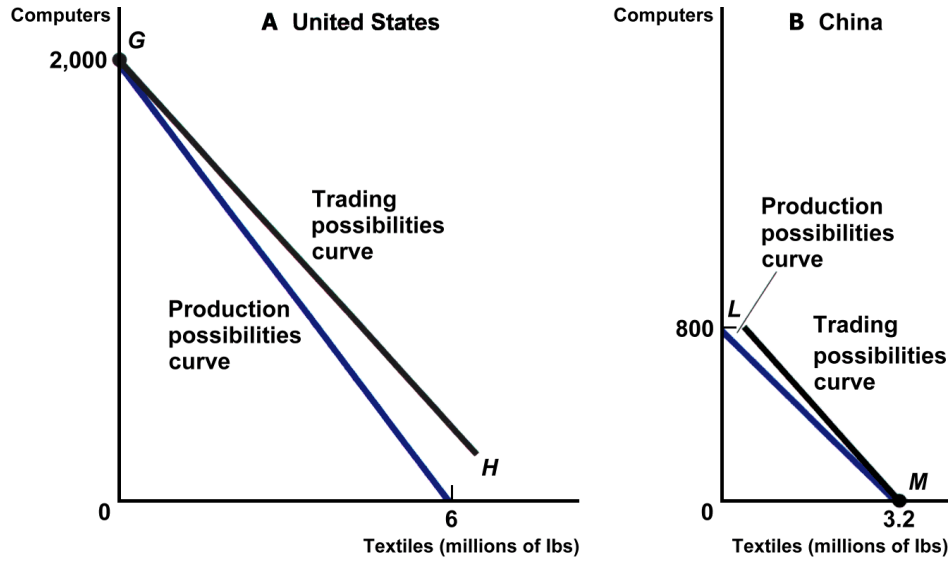 Computers
A United States
G
2,000
Trading
possibilities
curve
Production
possibilities
curve
H
0
6
Textiles (millions of lbs)
Computers
B China
Production
possibilities
curve
L
800
Trading
possibilities
curve
M
0
3.2
Textiles (millions of lbs)